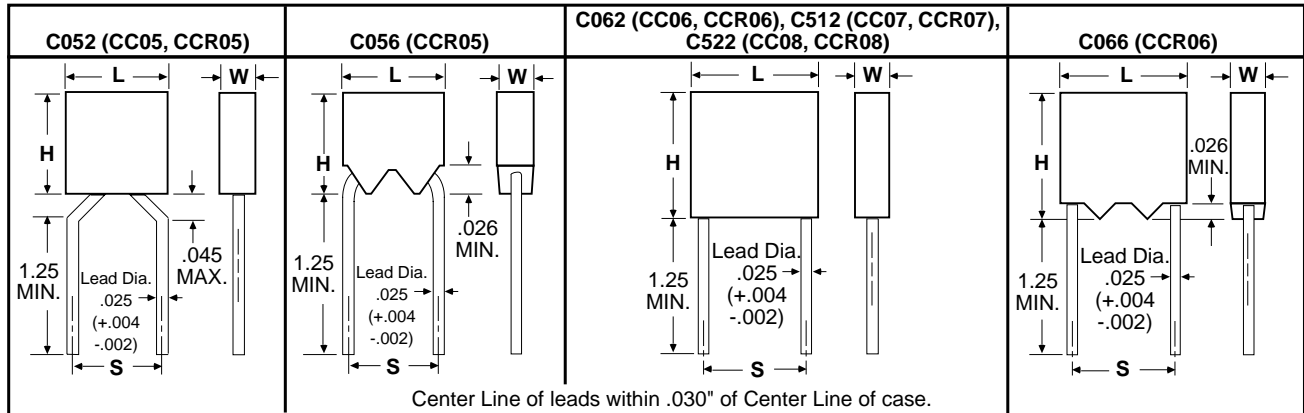 C052 (CC05, CCR05)
C056 (CCR05)
C062 (CC06, CCR06), C512 (CC07, CCR07),
C522 (CC08, CCR08)
C066 (CCR06)
L
W
H
1.25
MIN.
.045
MAX.
Lead Dia.
.025
(+.004
-.002)
S
L
W
H
.026
MIN.
1.25
MIN.
Lead Dia.
.025
(+.004
-.002)
S
L
W
H
1.25
MIN.
Lead Dia.
.025
(+.004
-.002)
S
L
W
H
.026
MIN.
1.25
MIN.
Lead Dia.
.025
(+.004
-.002)
S
Center Line of leads within .030" of Center Line of case.